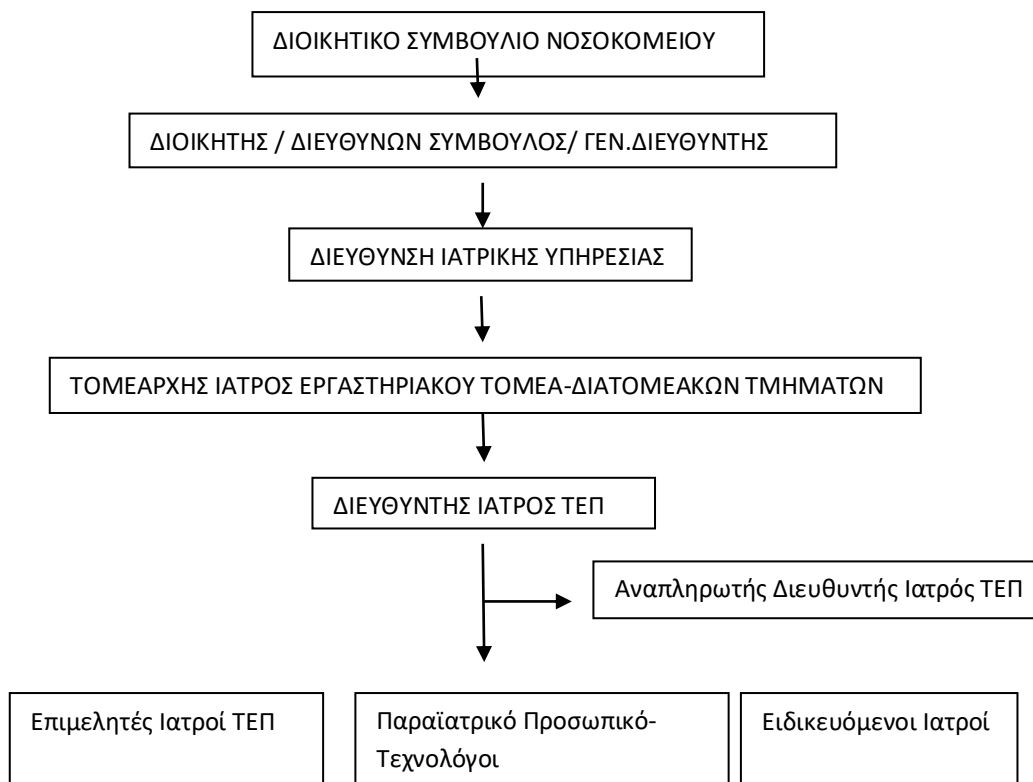 ΔΙΟΙΚΗΤΙΚΟ ΣΥΜΒΟΥΛΙΟ ΝΟΣΟΚΟΜΕΙΟΥ
ΔΙΟΙΚΗΤΗΣ / ΔΙΕΥΘΥΝΩΝ ΣΥΜΒΟΥΛΟΣ/ ΓΕΝ.ΔΙΕΥΘΥΝΤΗΣ
ΔΙΕΥΘΥΝΣΗ ΙΑΤΡΙΚΗΣ ΥΠΗΡΕΣΙΑΣ
ΤΟΜΕΑΡΧΗΣ ΙΑΤΡΟΣ ΕΡΓΑΣΤΗΡΙΑΚΟΥ ΤΟΜΕΑ-ΔΙΑΤΟΜΕΑΚΩΝ ΤΜΗΜΑΤΩΝ
ΔΙΕΥΘΥΝΤΗΣ ΙΑΤΡΟΣ ΤΕΠ
Αναπληρωτής Διευθυντής Ιατρός ΤΕΠ
Επιμελητές Ιατροί ΤΕΠ
Παραϊατρικό Προσωπικό-
Τεχνολόγοι
Ειδικευόμενοι Ιατροί